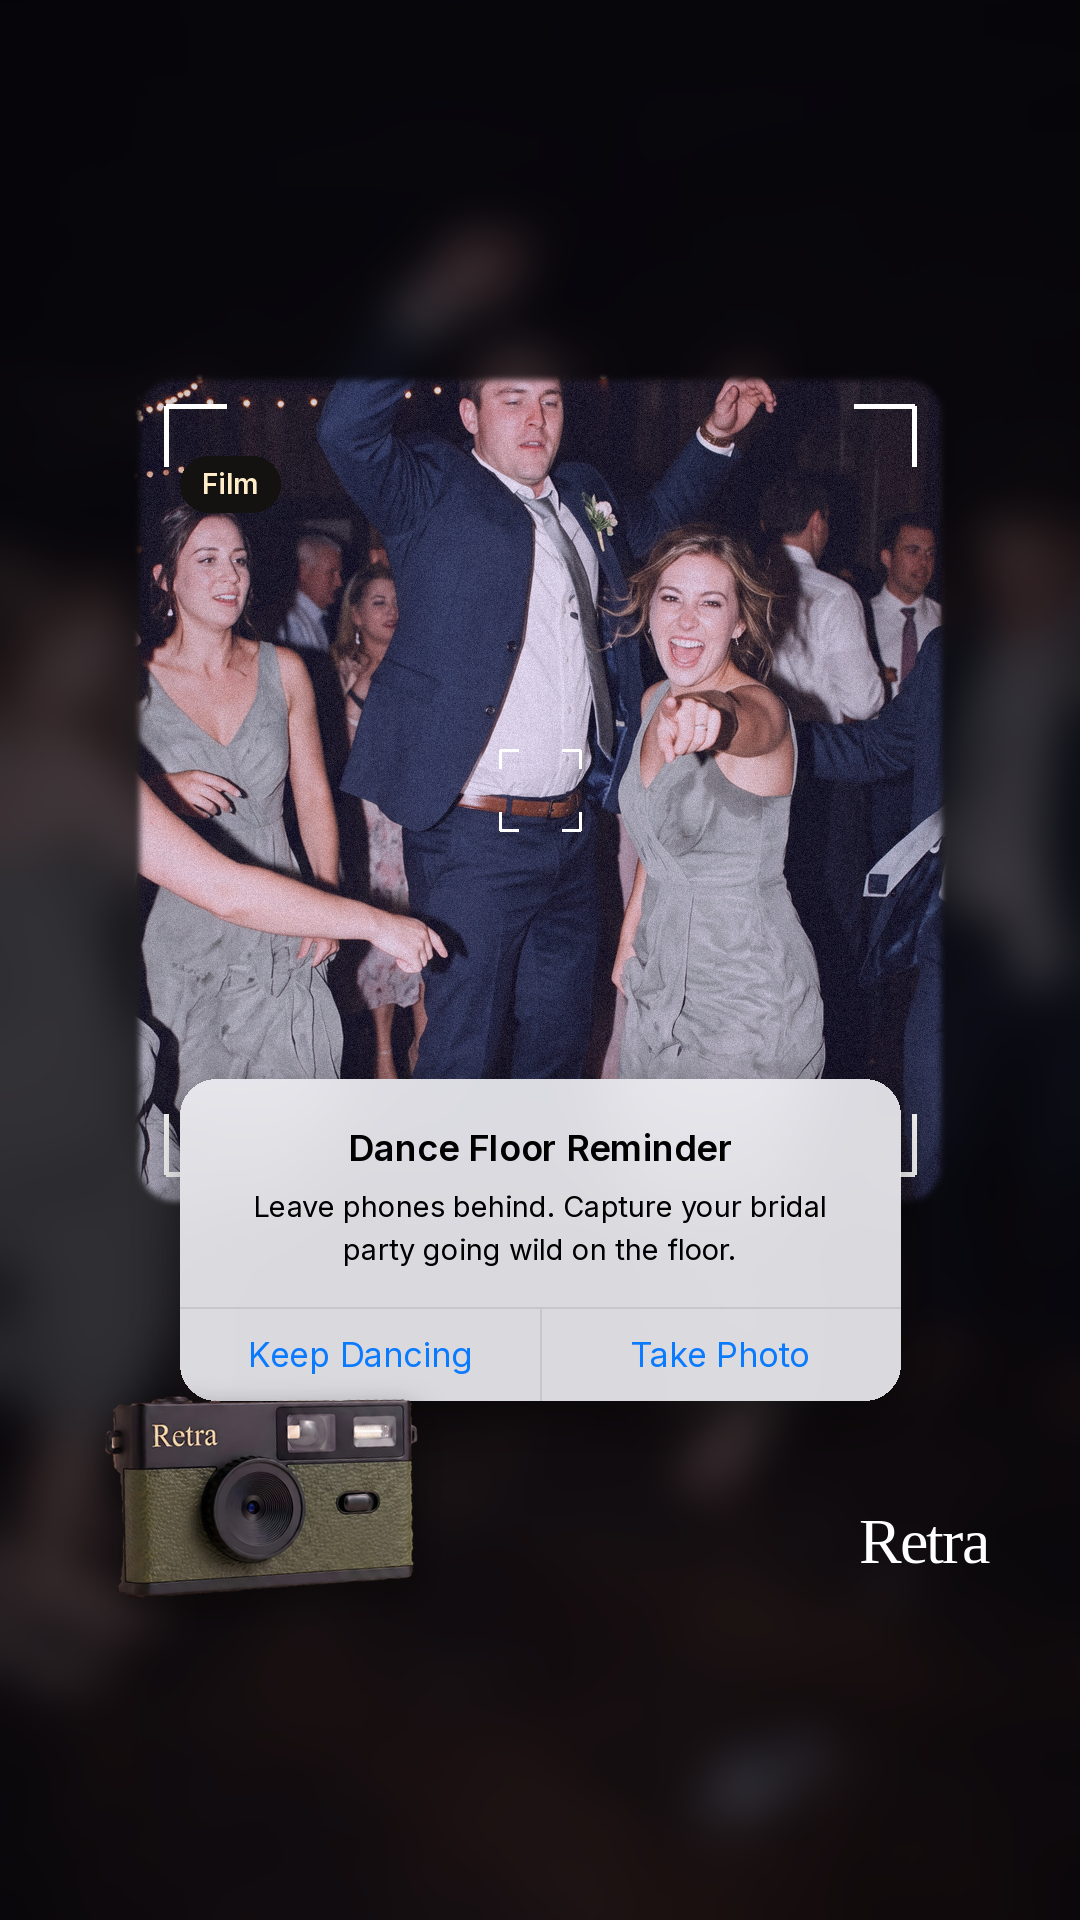 Film
Dance Floor Reminder
Leave phones behind. Capture your bridal
party going wild on the floor.
Keep Dancing
Take Photo
Retra
Retra